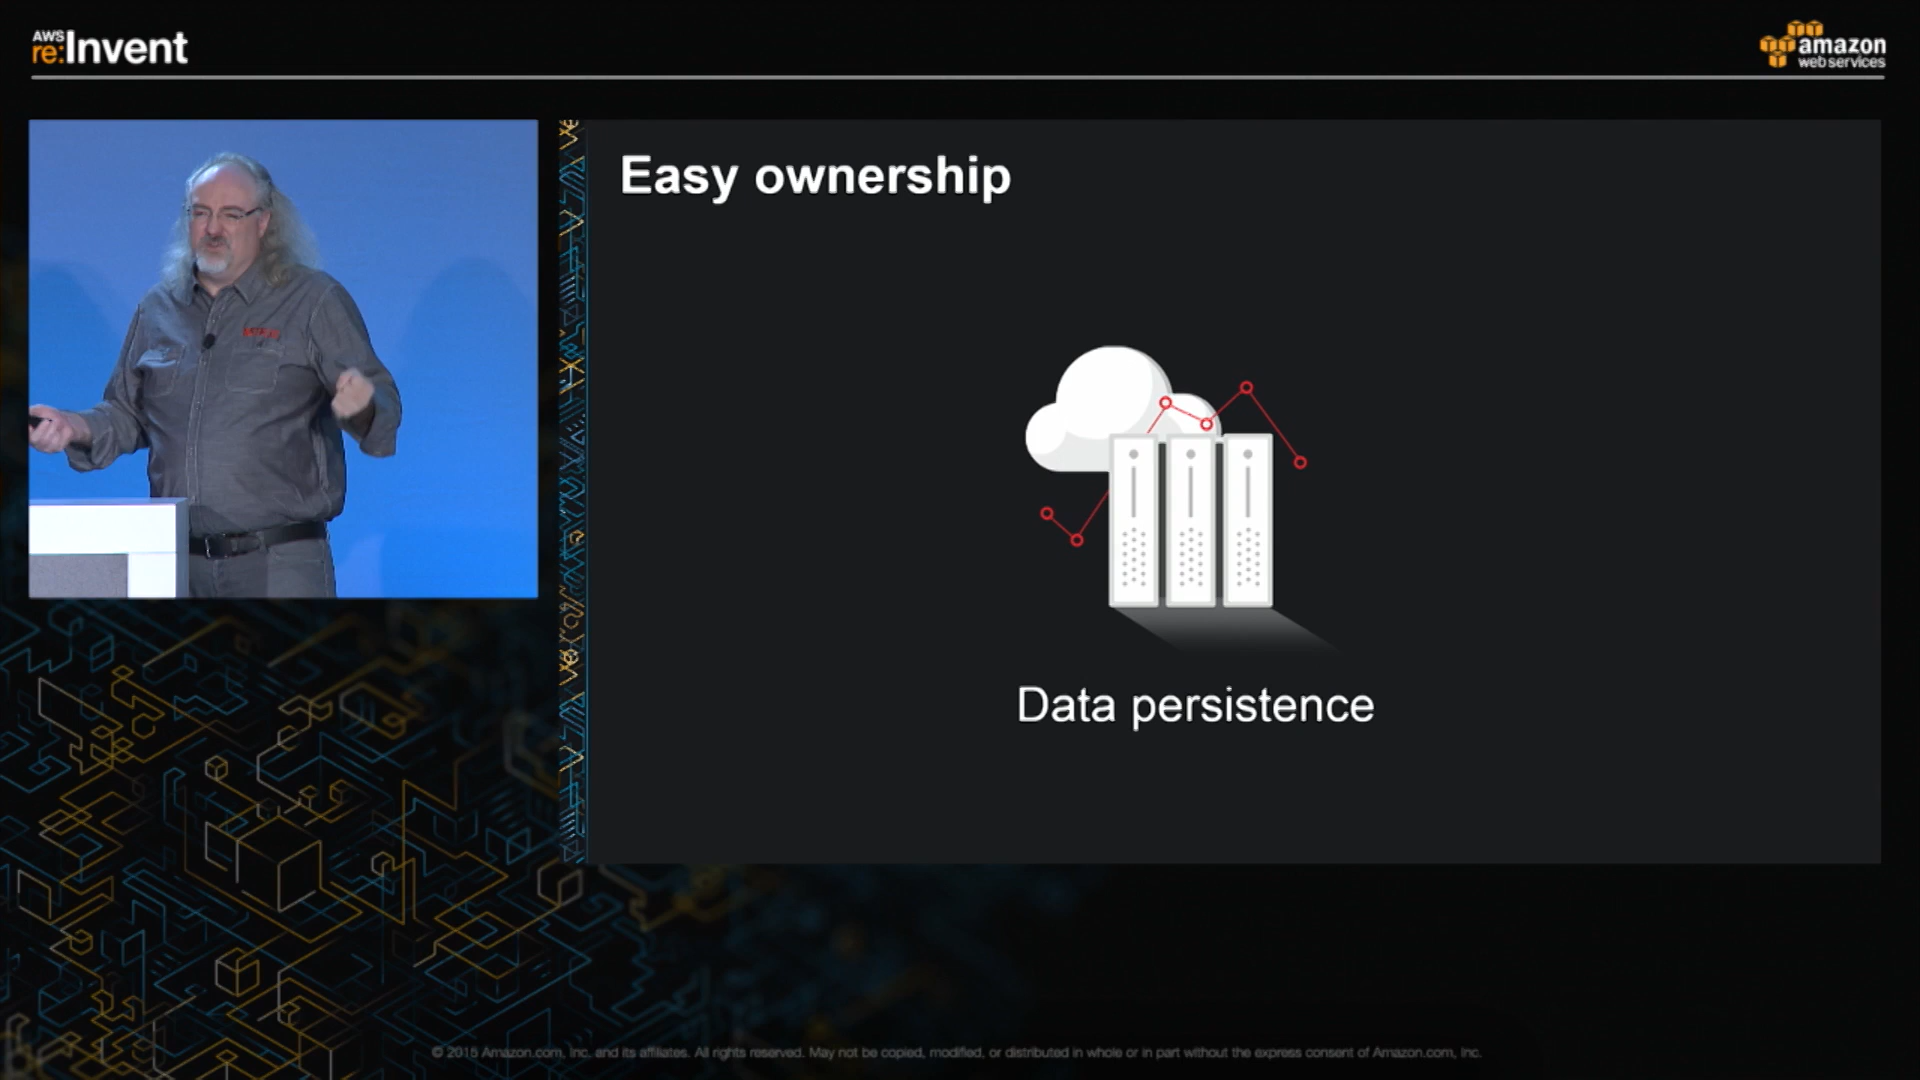 AWS
re:Invent
amazon
web services
Easy ownership
Data persistence
© 2015 Amazon.com, Inc. and its affiliates. All rights reserved. May not be copied, modified, or distributed in whole or in part without the express consent of Amazon.com, Inc.